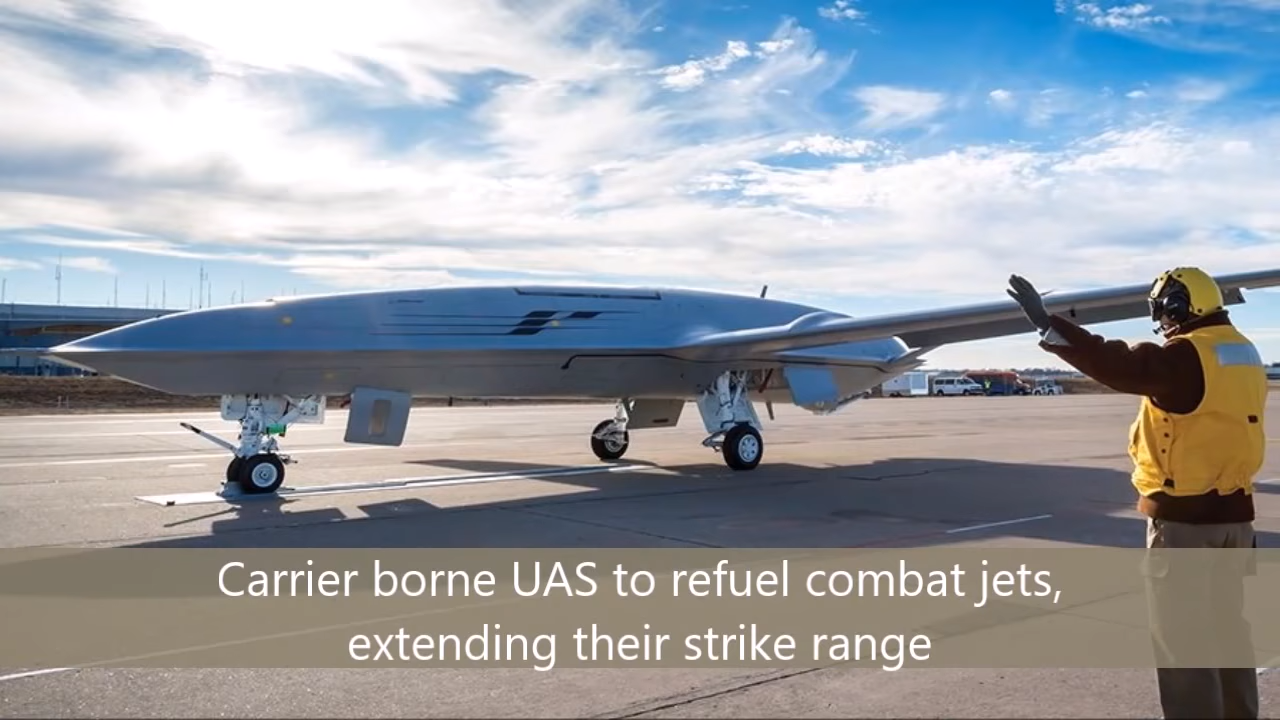 Carrier borne UAS to refuel combat jets,
extending their strike range